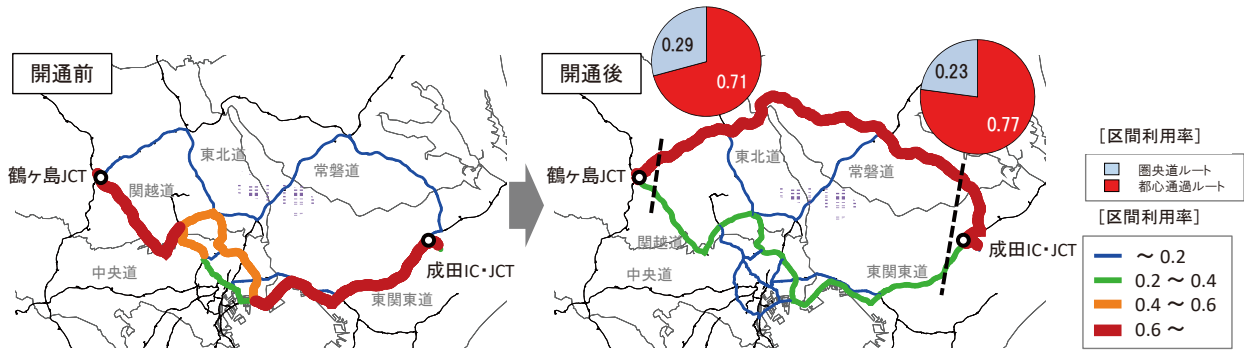 開通前
東北道
常磐道
鶴ヶ島JCT
関越道
中央道
成田IC・JCT
東関東道
開通後
0.29
0.71
0.23
0.77
東北道
常磐道
鶴ヶ島JCT
関越道
中央道
成田IC・JCT
東関東道
[区間利用率]
圏央道ルート
都心通過ルート
[区間利用率]
～ 0.2
0.2 ～ 0.4
0.4 ～ 0.6
0.6 ～